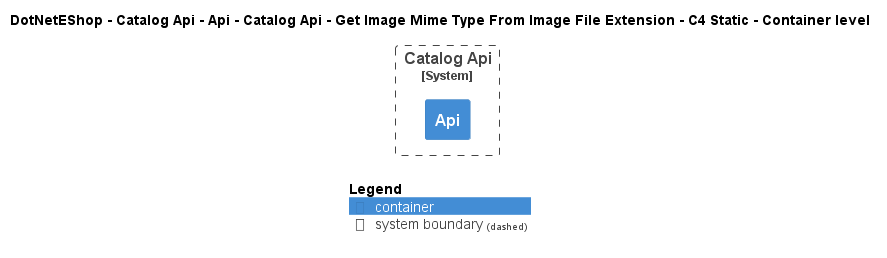 DotNetEShop - Catalog Api - Api - Catalog Api - Get Image Mime Type From Image File Extension - C4 Static - Container level
Catalog Api
[System]
Api
Legend
container
system boundary (dashed)